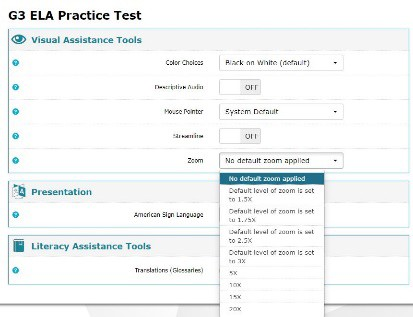 G3 ELA Practice Test
Visual Assistance Tools
Color Choices
Black on White (default)
Descriptive Audio
OFF
Mouse Pointer
System Default
Streamline
OFF
Zoom
No default zoom applied
No default zoom applied
Default level of zoom is set
to 1.5X
Default level of zoom is set
to 1.75X
Default level of zoom is set
to 2.5X
Default level of zoom is set
to 3X
5X
10X
15X
20X
Presentation
American Sign Language
Literacy Assistance Tools
Translations (Glossaries)